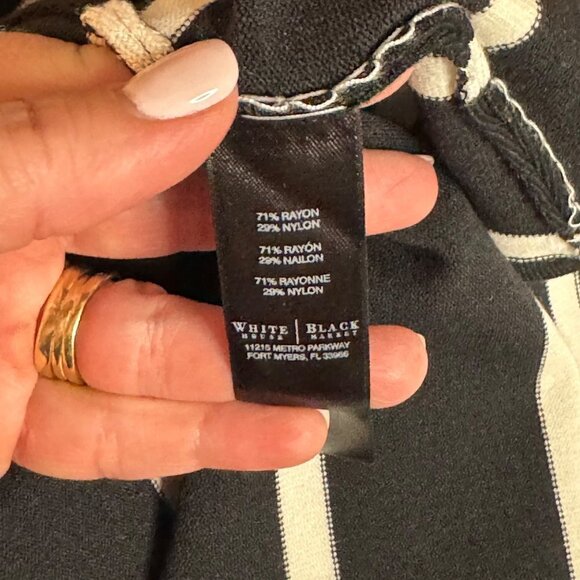 71% RAYON
29% NYLON
71% RAYÓN
29% NAILON
71% RAYONNE
29% NYLON
WHITE | BLACK
HOUSE | MARKET
11215 METRO PARKWAY
FORT MYERS, FL 33966